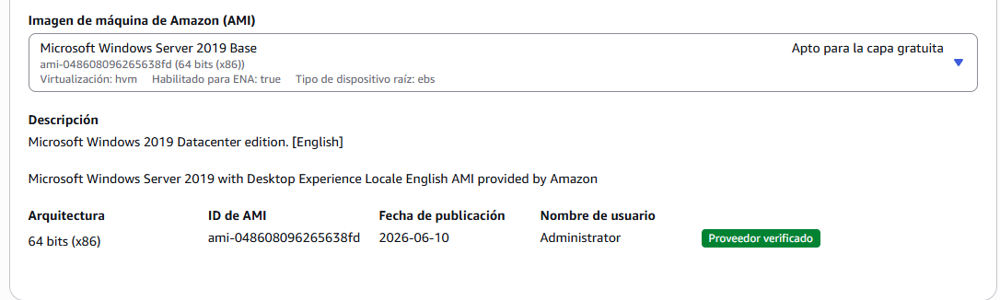 Imagen de máquina de Amazon (AMI)
Microsoft Windows Server 2019 Base
Apto para la capa gratuita
ami-048608096265638fd (64 bits (x86))
Virtualización: hvm Habilitado para ENA: true Tipo de dispositivo raíz: ebs
Descripción
Microsoft Windows 2019 Datacenter edition. [English]
Microsoft Windows Server 2019 with Desktop Experience Locale English AMI provided by Amazon
Arquitectura ID de AMI Fecha de publicación Nombre de usuario
64 bits (x86) ami-048608096265638fd 2026-06-10 Administrator Proveedor verificado